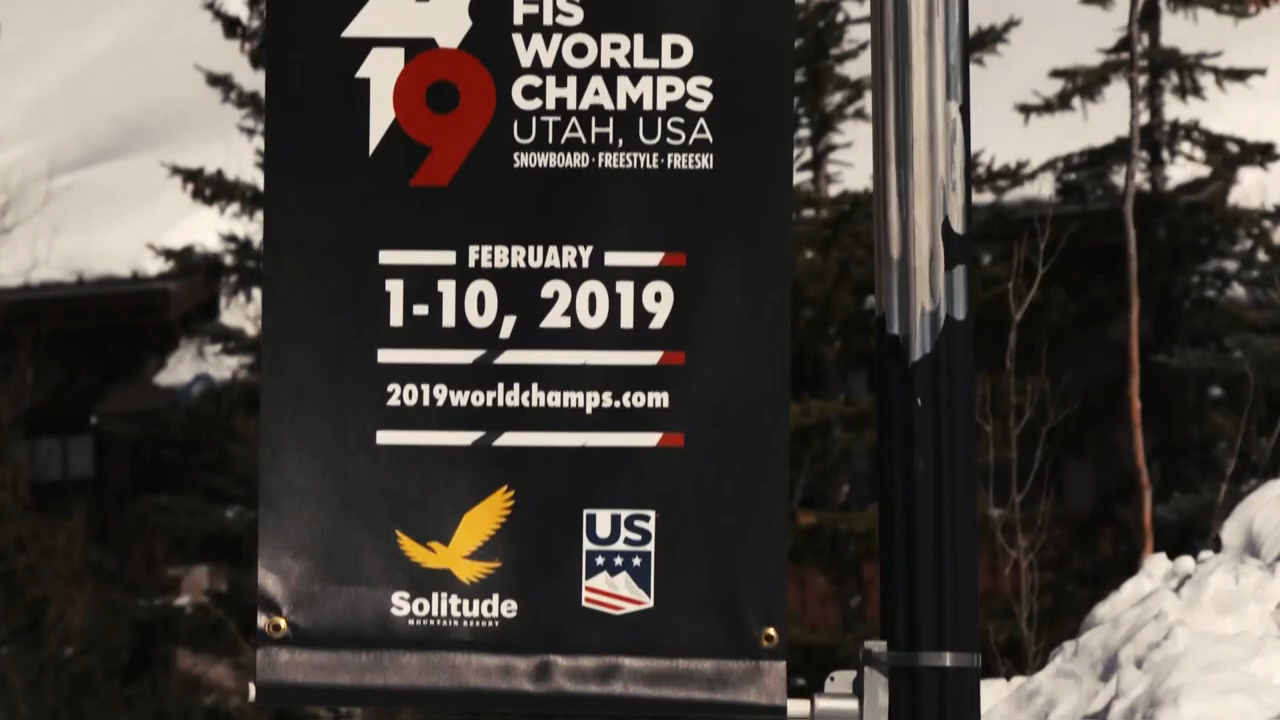 19
FIS
WORLD
CHAMPS
UTAH, USA
SNOWBOARD · FREESTYLE · FREESKI
FEBRUARY
1-10, 2019
2019worldchamps.com
Solitude
MOUNTAIN RESORT
US